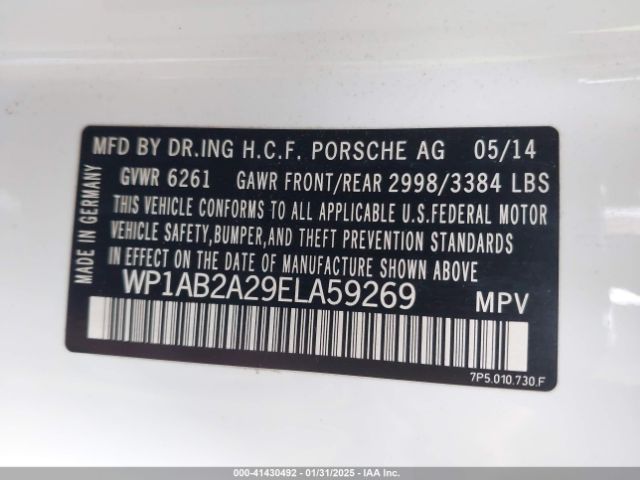 MFD BY DR.ING H.C.F. PORSCHE AG 05/14
GVWR 6261 GAWR FRONT/REAR 2998/3384 LBS
THIS VEHICLE CONFORMS TO ALL APPLICABLE U.S.FEDERAL MOTOR
VEHICLE SAFETY,BUMPER,AND THEFT PREVENTION STANDARDS
IN EFFECT ON THE DATE OF MANUFACTURE SHOWN ABOVE
MADE IN GERMANY
WP1AB2A29ELA59269 MPV
7P5.010.730.F
000-41430492 - 01/31/2025 - IAA Inc.